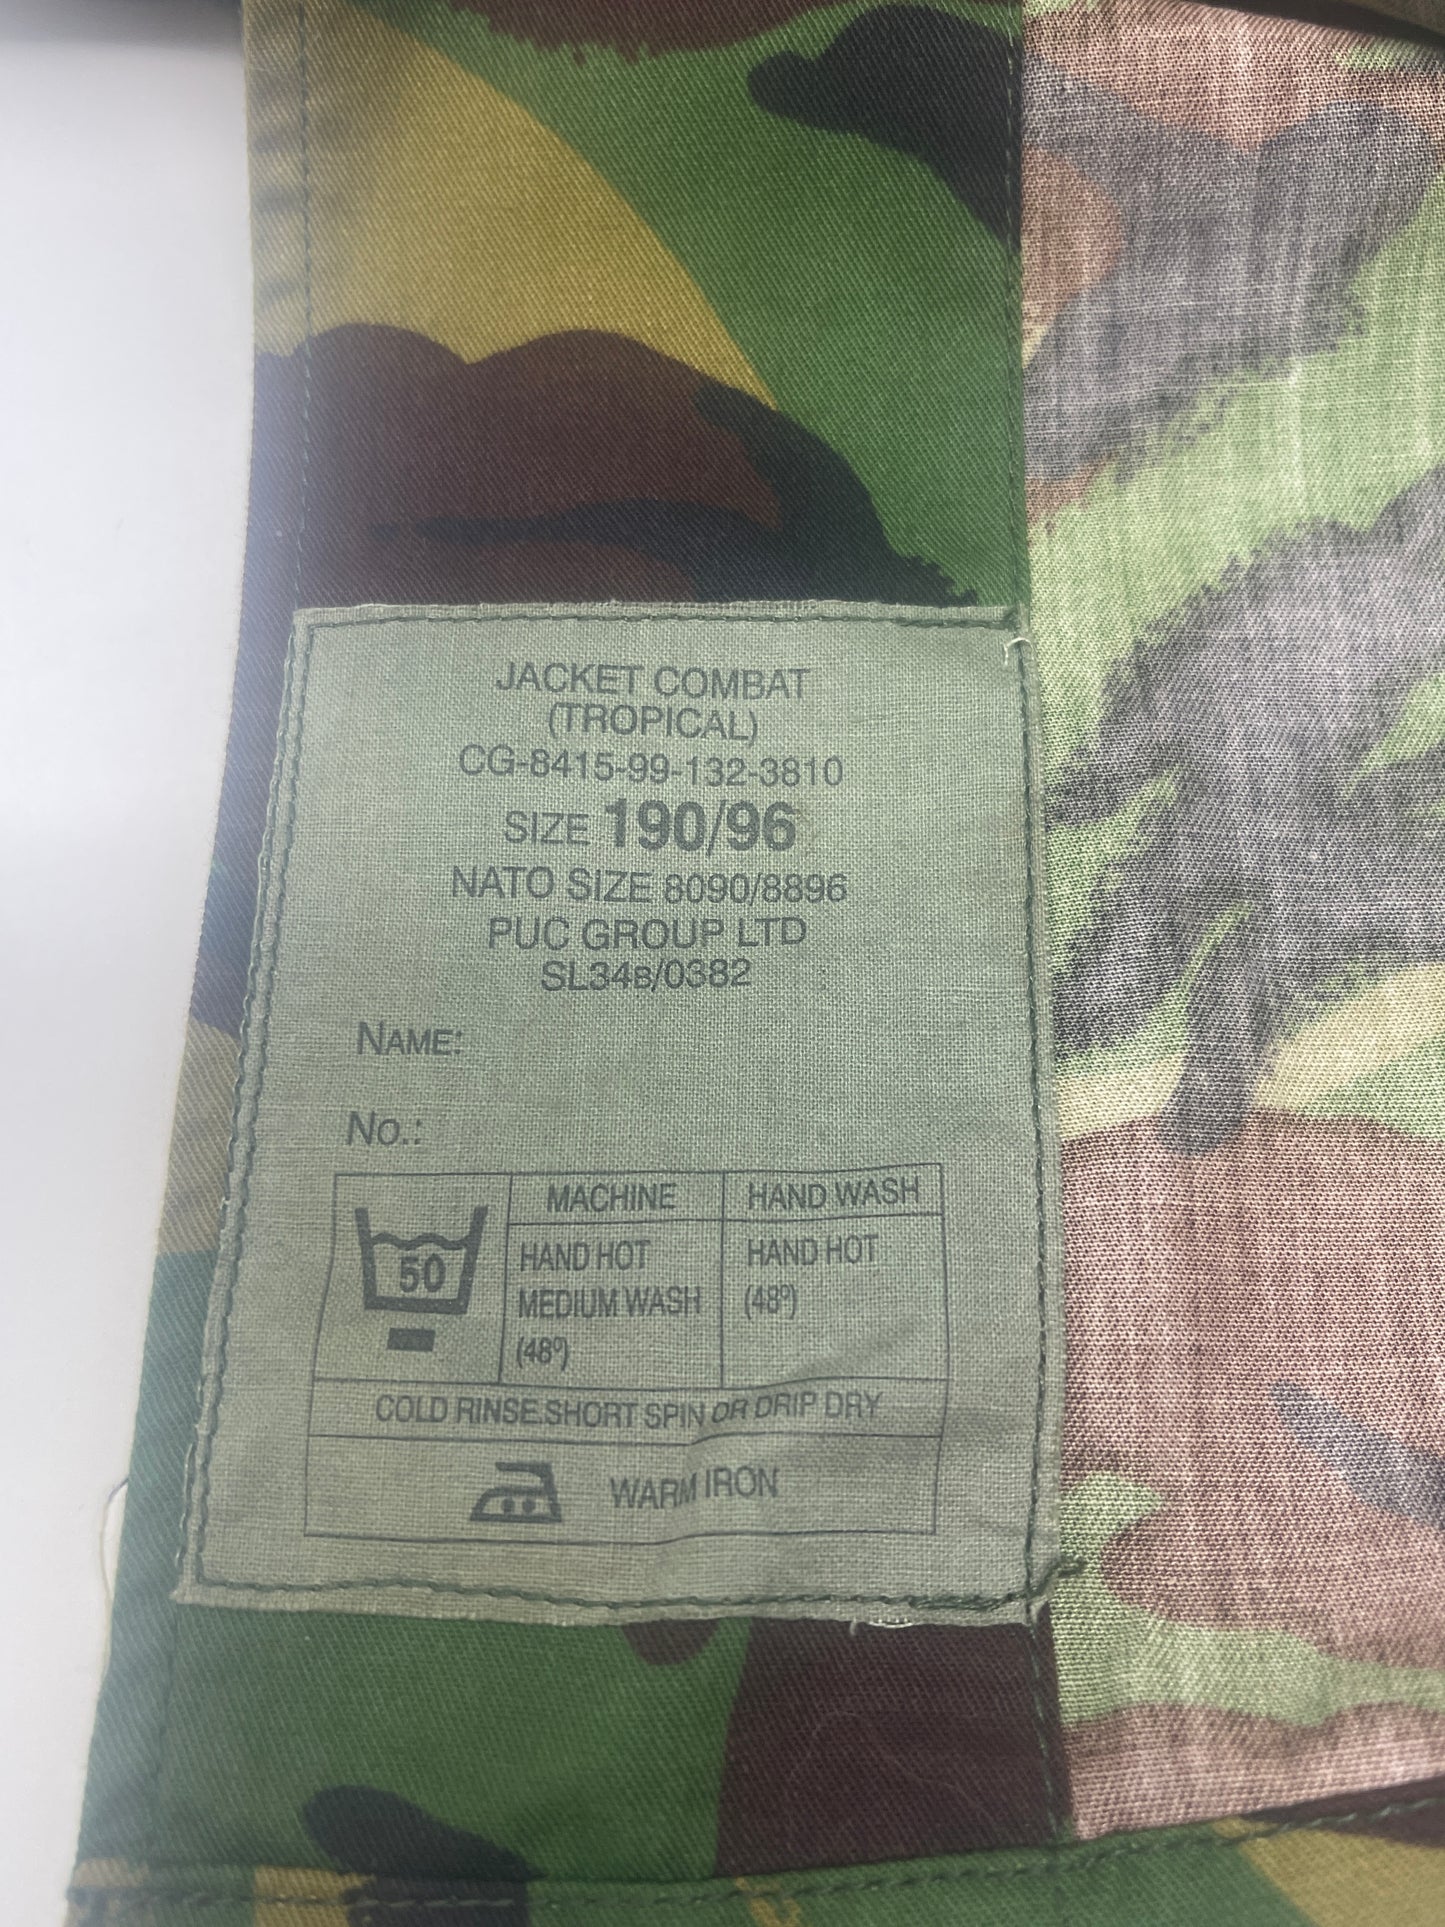 JACKET COMBAT
(TROPICAL)
CG-8415-99-132-3810
SIZE 190/96
NATO SIZE 8090/8896
PUC GROUP LTD
SL34B/0382
NAME:
No.:
MACHINE HAND WASH
50
HAND HOT HAND HOT
MEDIUM WASH (48º)
(48º)
COLD RINSE.SHORT SPIN OR DRIP DRY
WARM IRON